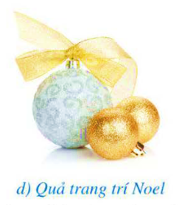 d) Quả trang trí Noel